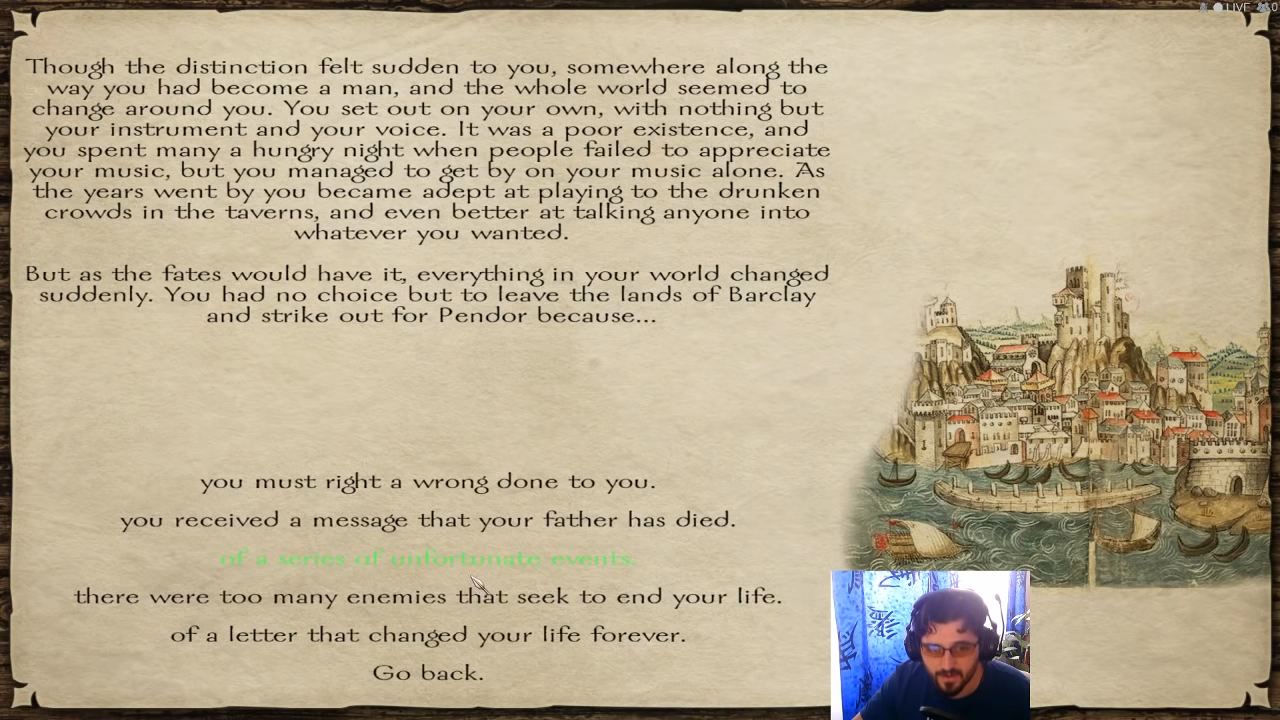 LIVE 0
Though the distinction felt sudden to you, somewhere along the
way you had become a man, and the whole world seemed to
change around you. You set out on your own, with nothing but
your instrument and your voice. It was a poor existence, and
you spent many a hungry night when people failed to appreciate
your music, but you managed to get by on your music alone. As
the years went by you became adept at playing to the drunken
crowds in the taverns, and even better at talking anyone into
whatever you wanted.
But as the fates would have it, everything in your world changed
suddenly. You had no choice but to leave the lands of Barclay
and strike out for Pendor because...
you must right a wrong done to you.
you received a message that your father has died.
of a series of unfortunate events.
there were too many enemies that seek to end your life.
of a letter that changed your life forever.
Go back.